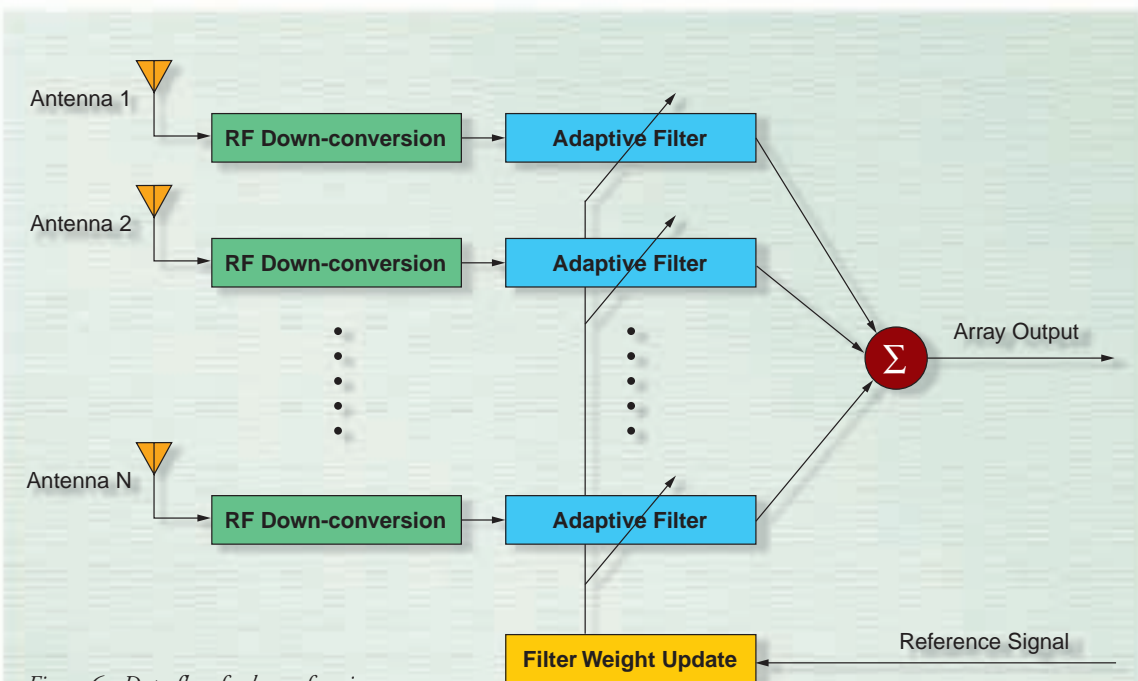 Antenna 1
RF Down-conversion
Adaptive Filter
Antenna 2
RF Down-conversion
Adaptive Filter
Σ
Array Output
Antenna N
RF Down-conversion
Adaptive Filter
Filter Weight Update
Reference Signal